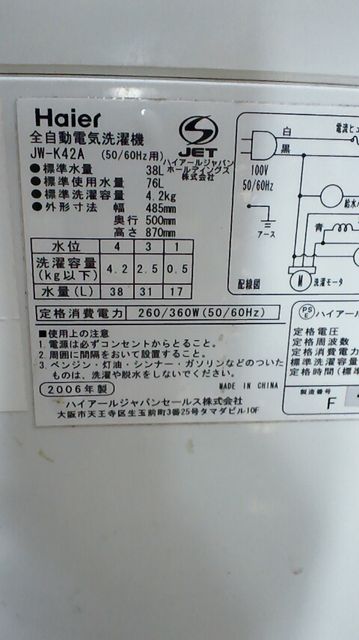 Haier
全自動電気洗濯機
JW-K42A (50/60Hz用)
JET
ハイアールジャパン
ホールディングス
株式会社
●標準水量 38L
●標準使用水量 76L
●標準洗濯容量 4.2kg
●外形寸法 幅 485mm
奥行 500mm
高さ 870mm
水位 4 3 1
洗濯容量(kg以下) 4.2 2.5 0.5
水量(L) 38 31 17
定格消費電力 260/360W(50/60Hz)
■使用上の注意
1.電源は必ずコンセントからとること。
2.周囲に間隔をおいて設置すること。
3.ベンジン・灯油・シンナー・ガソリンなどのついた
ものは、洗濯や脱水をしないでください。
2006年製
MADE IN CHINA
ハイアールジャパンセールス株式会社
大阪市天王寺区生玉前町3番25号タマダビル10F
白
黒
電流ヒュ
100V
50/60Hz
アース
青
給水
M 洗濯モータ
配線図
PSE
ハイアー
定格電圧
定格周波数
定格消費電力
標準洗濯容量
定格時間(標準
製造番号
F